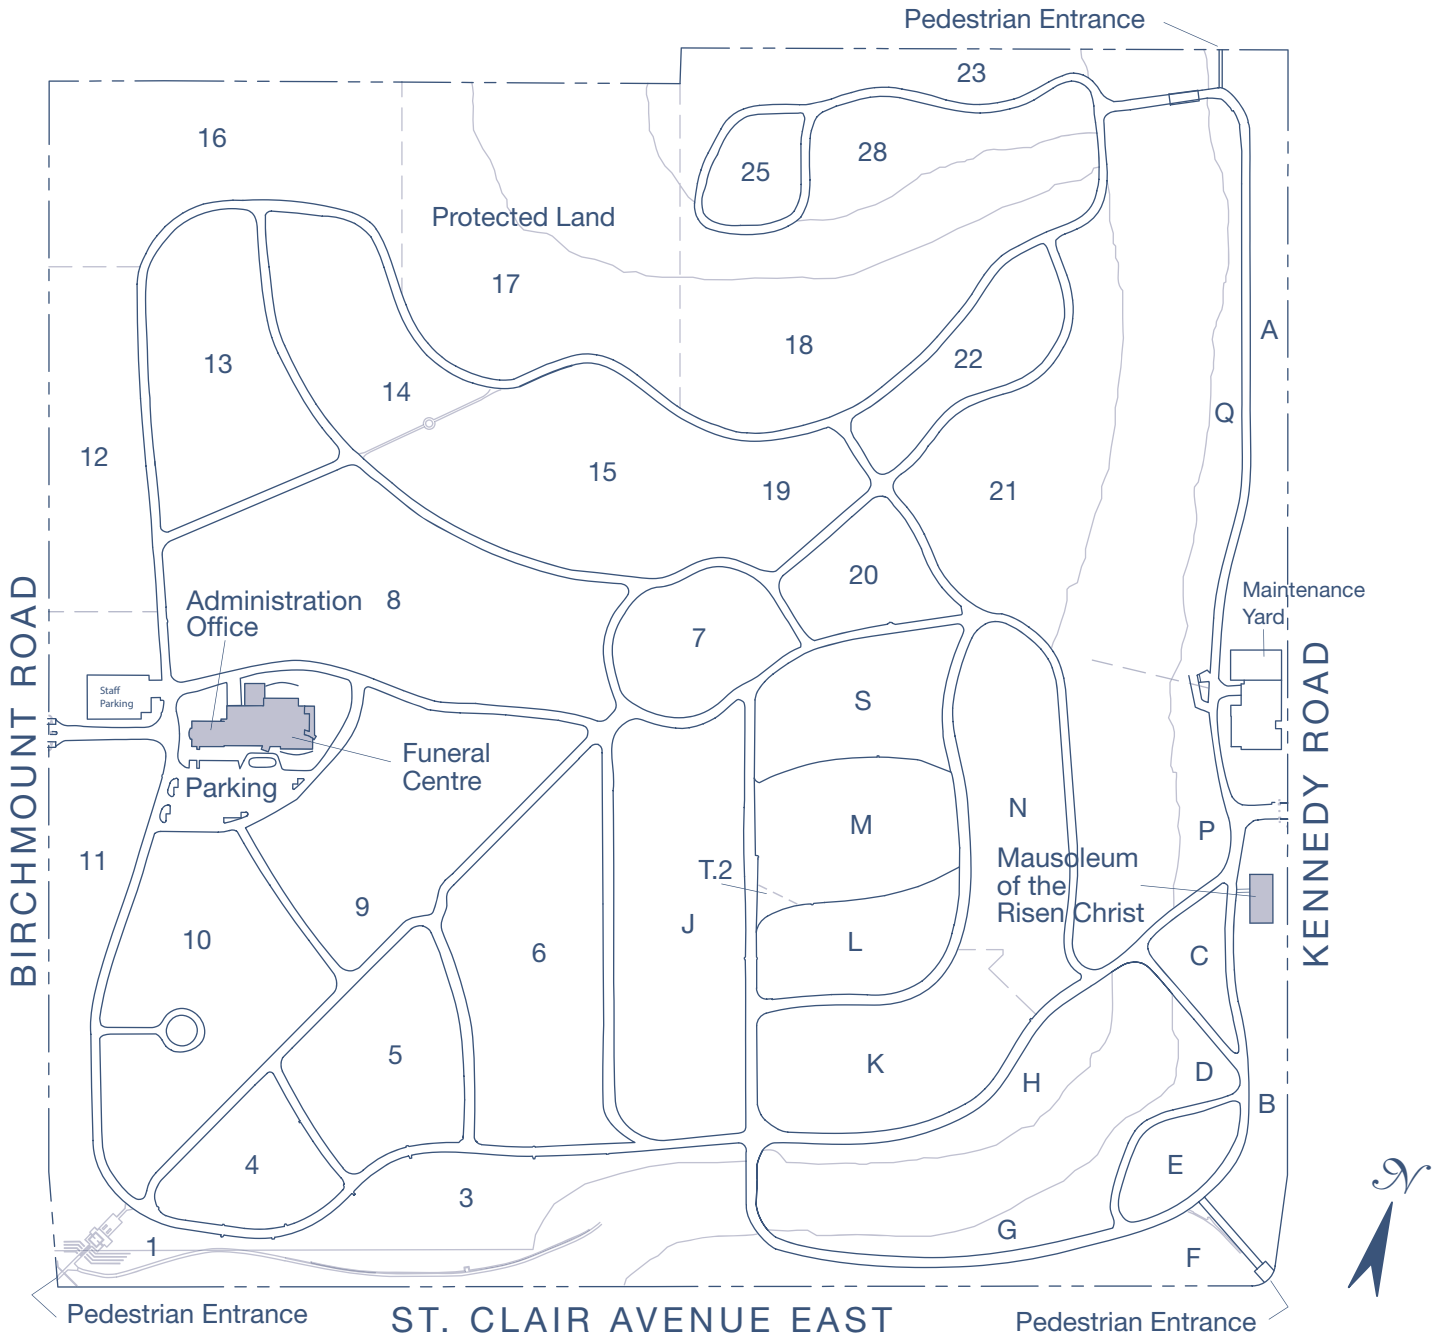 Pedestrian Entrance
23
16
28
25
Protected Land
17
A
18
22
13
14
Q
12
15
19
21
20
Administration
Office
8
Maintenance
Yard
7
Staff
Parking
S
Funeral
Centre
Parking
N
M
P
11
Mausoleum
of the
Risen Christ
T.2
9
J
10
L
6
C
5
K
H
D
B
4
E
3
G
1
F
BIRCHMOUNT ROAD
KENNEDY ROAD
N
Pedestrian Entrance
ST. CLAIR AVENUE EAST
Pedestrian Entrance